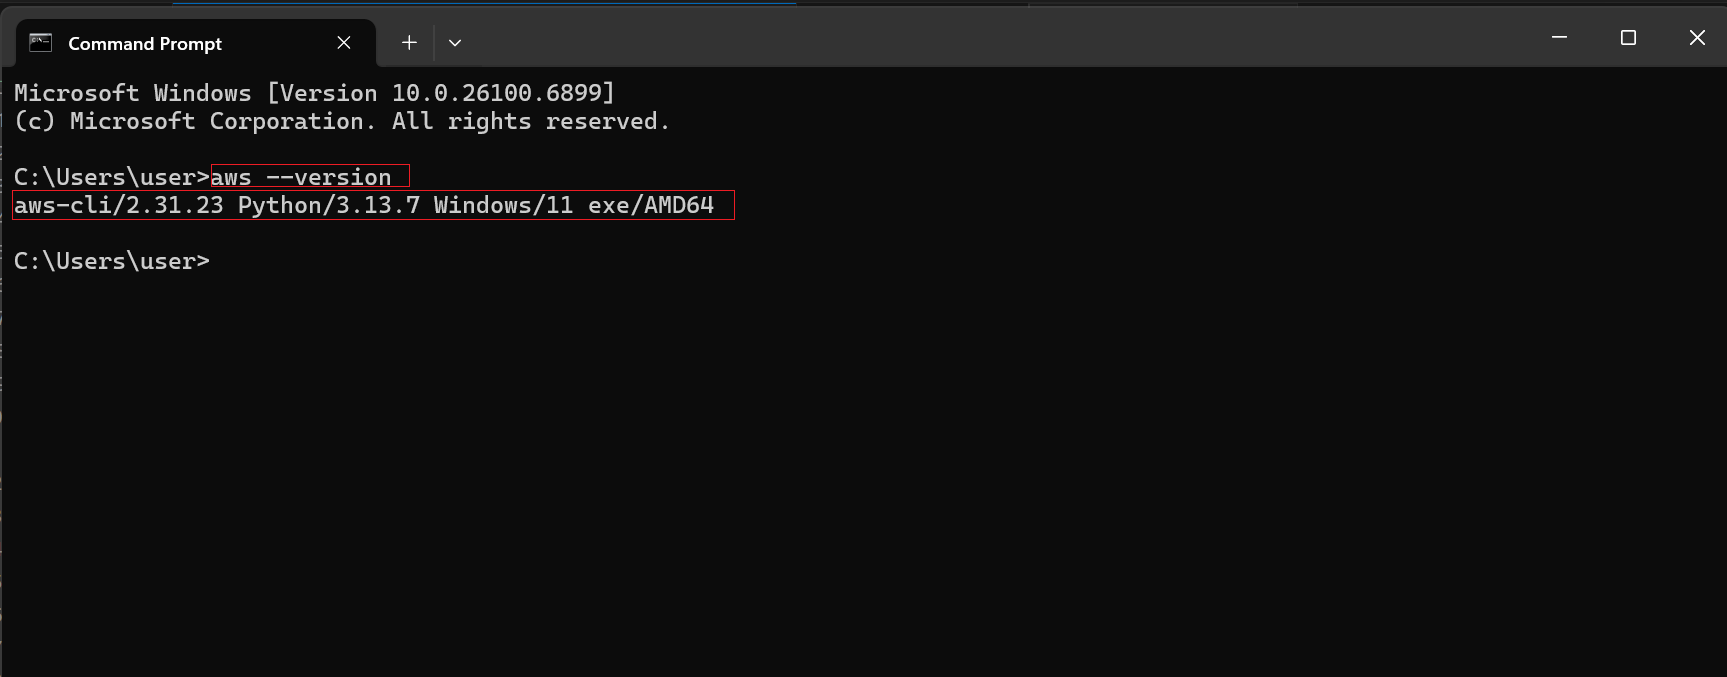 Command Prompt
Microsoft Windows [Version 10.0.26100.6899]
(c) Microsoft Corporation. All rights reserved.
C:\Users\user>aws --version
aws-cli/2.31.23 Python/3.13.7 Windows/11 exe/AMD64
C:\Users\user>